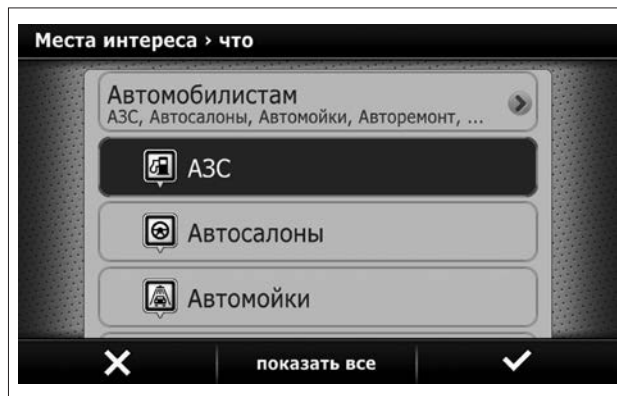 Места интереса › что
Автомобилистам
АЗС, Автосалоны, Автомойки, Авторемонт, ...
АЗС
Автосалоны
Автомойки
показать все